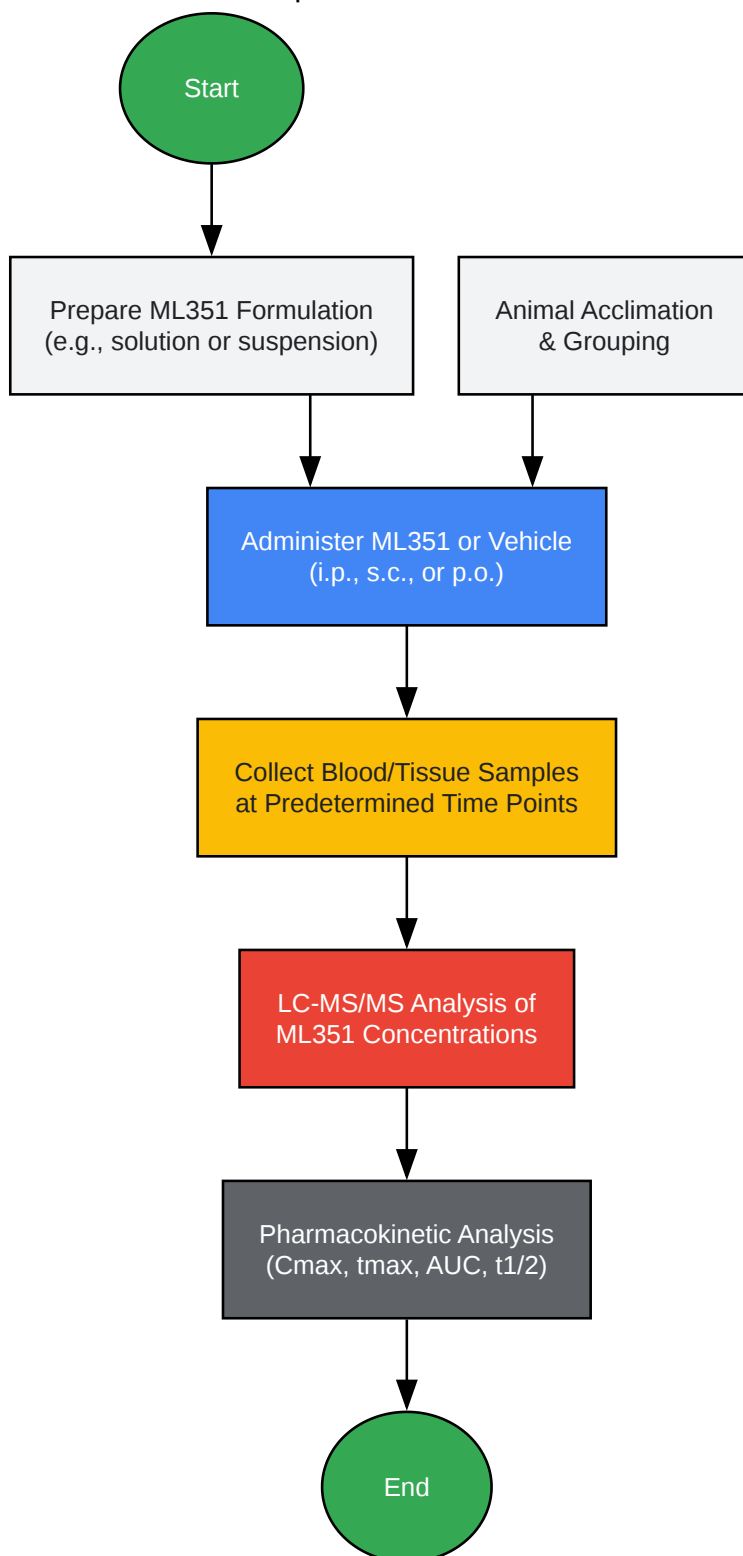 Start
Prepare ML351 Formulation
(e.g., solution or suspension)
Animal Acclimation
& Grouping
Administer ML351 or Vehicle
(i.p., s.c., or p.o.)
Collect Blood/Tissue Samples
at Predetermined Time Points
LC-MS/MS Analysis of
ML351 Concentrations
Pharmacokinetic Analysis
(Cmax, tmax, AUC, t1/2)
End